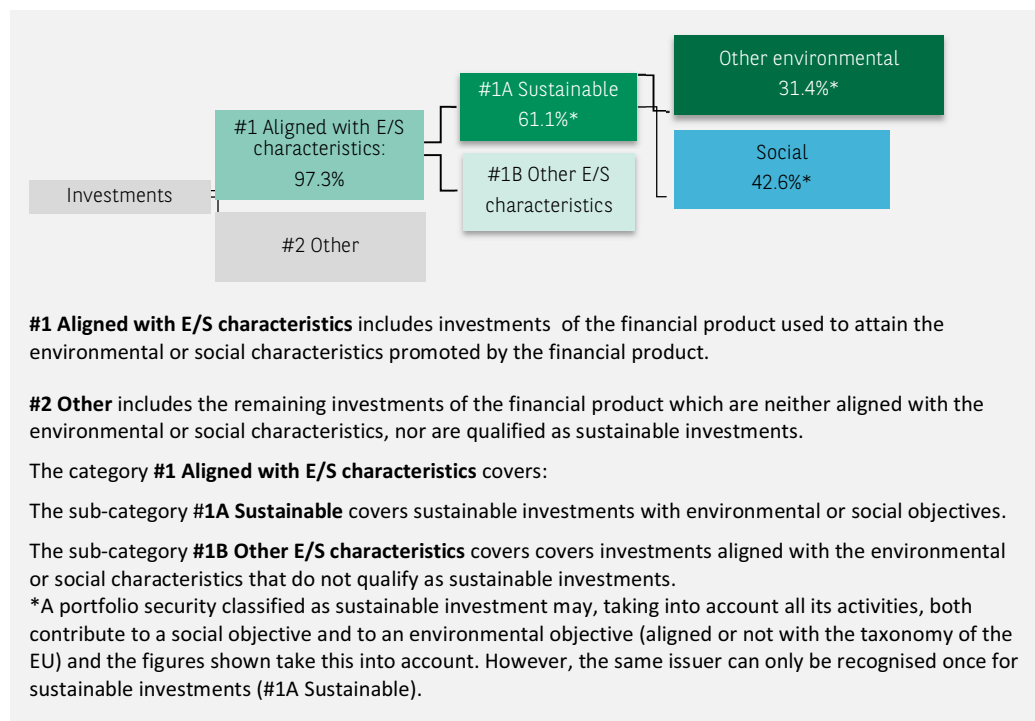 Investments
#1 Aligned with E/S
characteristics:
97.3%
#2 Other
#1A Sustainable
61.1%*
#1B Other E/S
characteristics
Other environmental
31.4%*
Social
42.6%*
#1 Aligned with E/S characteristics includes investments  of the financial product used to attain the
environmental or social characteristics promoted by the financial product.
#2 Other includes the remaining investments of the financial product which are neither aligned with the
environmental or social characteristics, nor are qualified as sustainable investments.
The category #1 Aligned with E/S characteristics covers:
The sub-category #1A Sustainable covers sustainable investments with environmental or social objectives.
The sub-category #1B Other E/S characteristics covers covers investments aligned with the environmental
or social characteristics that do not qualify as sustainable investments.
*A portfolio security classified as sustainable investment may, taking into account all its activities, both
contribute to a social objective and to an environmental objective (aligned or not with the taxonomy of the
EU) and the figures shown take this into account. However, the same issuer can only be recognised once for
sustainable investments (#1A Sustainable).